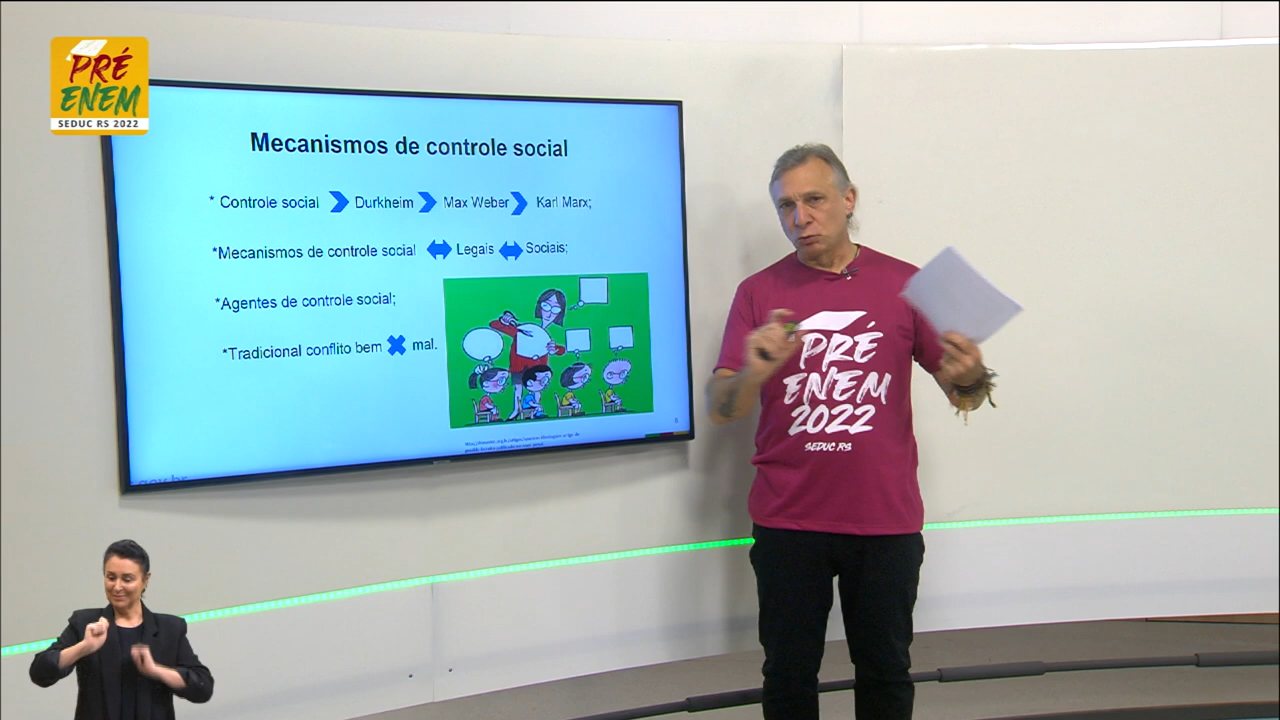 PRÉ
ENEM
SEDUC RS 2022
Mecanismos de controle social
* Controle social Durkheim Max Weber Karl Marx;
*Mecanismos de controle social Legais Sociais;
*Agentes de controle social;
*Tradicional conflito bem mal.
PRÉ
ENEM
2022
SEDUC RS